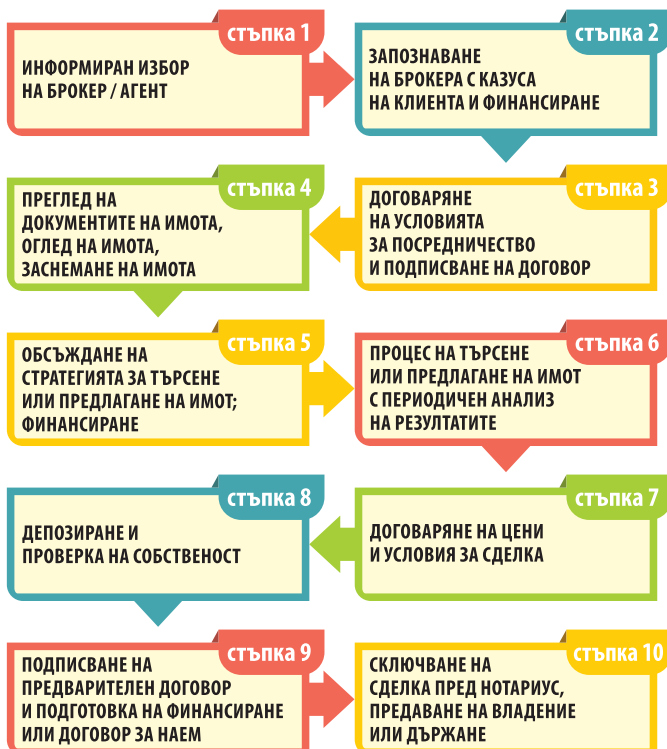 стъпка 1
ИНФОРМИРАН ИЗБОР
НА БРОКЕР / АГЕНТ
стъпка 2
ЗАПОЗНАВАНЕ
НА БРОКЕРА С КАЗУСА
НА КЛИЕНТА И ФИНАНСИРАНЕ
стъпка 3
ДОГОВАРЯНЕ
НА УСЛОВИЯТА
ЗА ПОСРЕДНИЧЕСТВО
И ПОДПИСВАНЕ НА ДОГОВОР
стъпка 4
ПРЕГЛЕД НА
ДОКУМЕНТИТЕ НА ИМОТА,
ОГЛЕД НА ИМОТА,
ЗАСНЕМАНЕ НА ИМОТА
стъпка 5
ОБСЪЖДАНЕ НА
СТРАТЕГИЯТА ЗА ТЪРСЕНЕ
ИЛИ ПРЕДЛАГАНЕ НА ИМОТ;
ФИНАНСИРАНЕ
стъпка 6
ПРОЦЕС НА ТЪРСЕНЕ
ИЛИ ПРЕДЛАГАНЕ НА ИМОТ
С ПЕРИОДИЧЕН АНАЛИЗ
НА РЕЗУЛТАТИТЕ
стъпка 7
ДОГОВАРЯНЕ НА ЦЕНИ
И УСЛОВИЯ ЗА СДЕЛКА
стъпка 8
ДЕПОЗИРАНЕ И
ПРОВЕРКА НА СОБСТВЕНОСТ
стъпка 9
ПОДПИСВАНЕ НА
ПРЕДВАРИТЕЛЕН ДОГОВОР
И ПОДГОТОВКА НА ФИНАНСИРАНЕ
ИЛИ ДОГОВОР ЗА НАЕМ
стъпка 10
СКЛЮЧВАНЕ НА
СДЕЛКА ПРЕД НОТАРИУС,
ПРЕДАВАНЕ НА ВЛАДЕНИЕ
ИЛИ ДЪРЖАНЕ